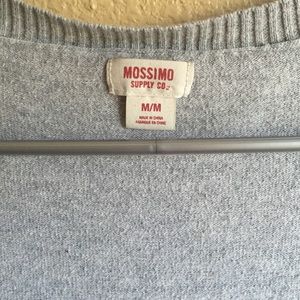 MOSSIMO
SUPPLY CO.
M/M
MADE IN CHINA
FABRIQUÉ EN CHINE